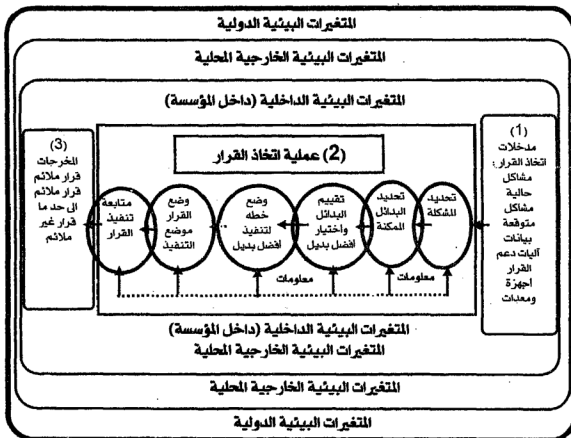 المتغيرات البيئية الدولية
المتغيرات البيئية الخارجية المحلية
المتغيرات البيئية الداخلية (داخل المؤسسة)
(1)
مدخلات
اتخاذ القرار:
مشاكل
حالية
مشاكل
متوقعة
بيانات
آليات دعم
القرار
أجهزة
ومعدات
(2) عملية اتخاذ القرار
تحديد
المشكلة
تحديد
البدائل
الممكنة
تقييم
البدائل
واختيار
أفضل بديل
وضع
خطه
لتنفيذ
أفضل بديل
وضع
القرار
موضع
التنفيذ
متابعة
تنفيذ
القرار
معلومات
معلومات
(3)
المخرجات
قرار ملائم
قرار ملائم
الى حد ما
قرار غير
ملائم
المتغيرات البيئية الداخلية (داخل المؤسسة)
المتغيرات البيئية الخارجية المحلية
المتغيرات البيئية الخارجية المحلية
المتغيرات البيئية الدولية